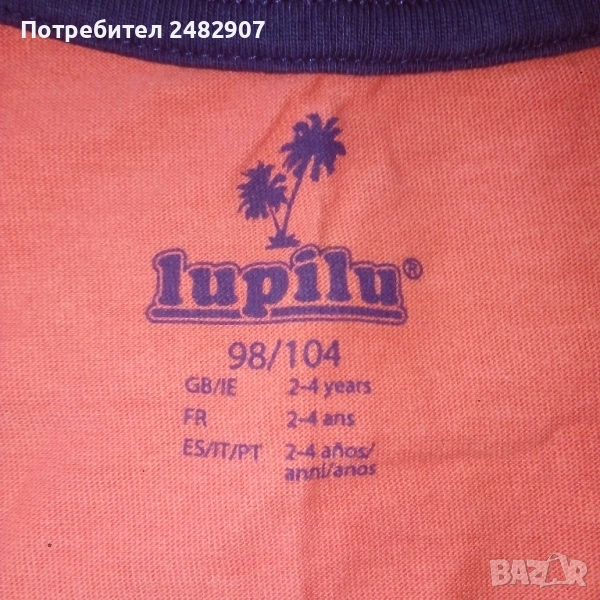 Потребител 2482907
lupilu®
98/104
GB/IE 2-4 years
FR 2-4 ans
ES/IT/PT 2-4 años/
anni/anos
BAZAR